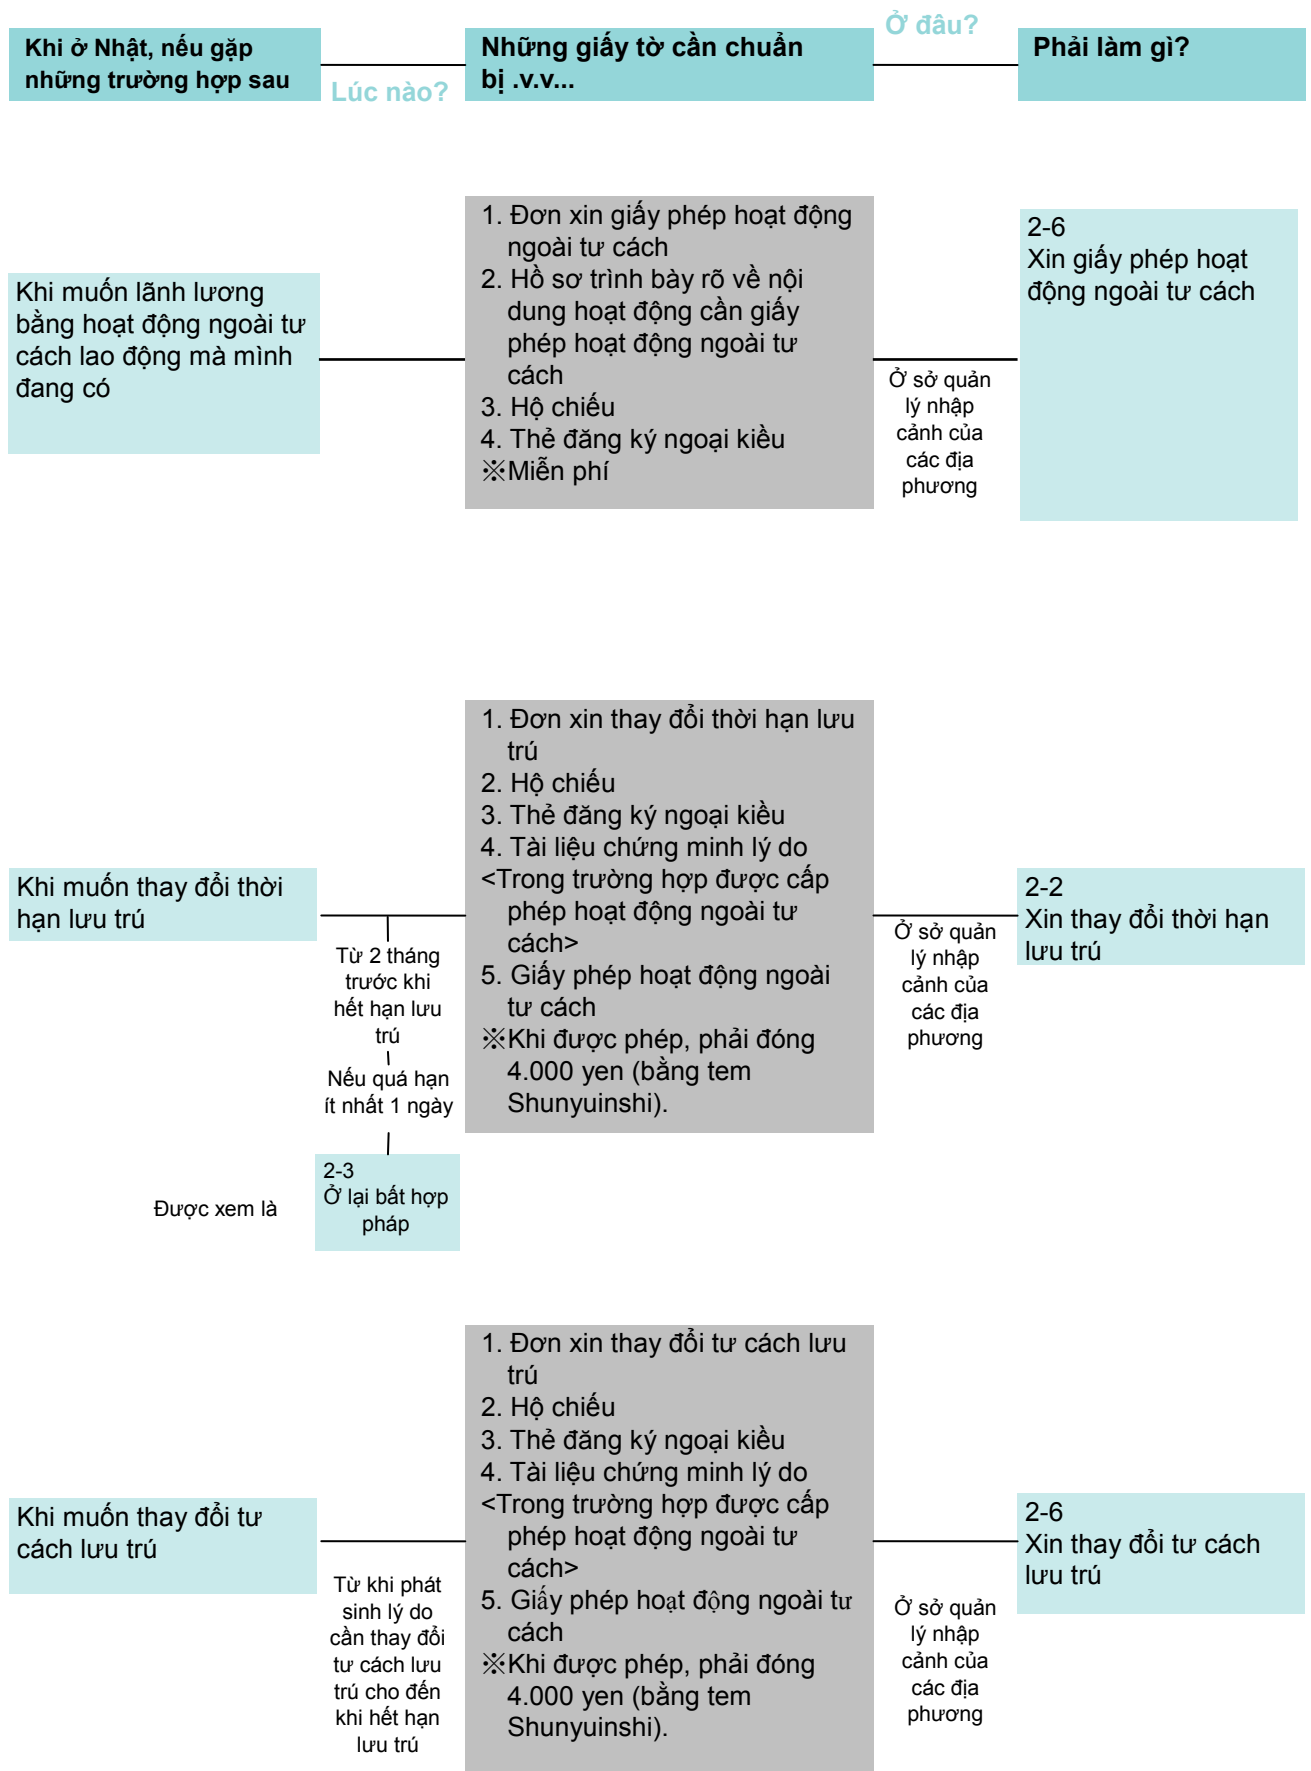 Khi ở Nhật, nếu gặp
những trường hợp sau
Lúc nào?
Những giấy tờ cần chuẩn
bị .v.v...
Ở đâu?
Phải làm gì?
Khi muốn lãnh lương
bằng hoạt động ngoài tư
cách lao động mà mình
đang có
1. Đơn xin giấy phép hoạt động
ngoài tư cách
2. Hồ sơ trình bày rõ về nội
dung hoạt động cần giấy
phép hoạt động ngoài tư
cách
3. Hộ chiếu
4. Thẻ đăng ký ngoại kiều
※Miễn phí
Ở sở quản
lý nhập
cảnh của
các địa
phương
2-6
Xin giấy phép hoạt
động ngoài tư cách
Khi muốn thay đổi thời
hạn lưu trú
Từ 2 tháng
trước khi
hết hạn lưu
trú
Nếu quá hạn
ít nhất 1 ngày
Được xem là
2-3
Ở lại bất hợp
pháp
1. Đơn xin thay đổi thời hạn lưu
trú
2. Hộ chiếu
3. Thẻ đăng ký ngoại kiều
4. Tài liệu chứng minh lý do
<Trong trường hợp được cấp
phép hoạt động ngoài tư
cách>
5. Giấy phép hoạt động ngoài
tư cách
※Khi được phép, phải đóng
4.000 yen (bằng tem
Shunyuinshi).
Ở sở quản
lý nhập
cảnh của
các địa
phương
2-2
Xin thay đổi thời hạn
lưu trú
Khi muốn thay đổi tư
cách lưu trú
Từ khi phát
sinh lý do
cần thay đổi
tư cách lưu
trú cho đến
khi hết hạn
lưu trú
1. Đơn xin thay đổi tư cách lưu
trú
2. Hộ chiếu
3. Thẻ đăng ký ngoại kiều
4. Tài liệu chứng minh lý do
<Trong trường hợp được cấp
phép hoạt động ngoài tư
cách>
5. Giấy phép hoạt động ngoài tư
cách
※Khi được phép, phải đóng
4.000 yen (bằng tem
Shunyuinshi).
Ở sở quản
lý nhập
cảnh của
các địa
phương
2-6
Xin thay đổi tư cách
lưu trú